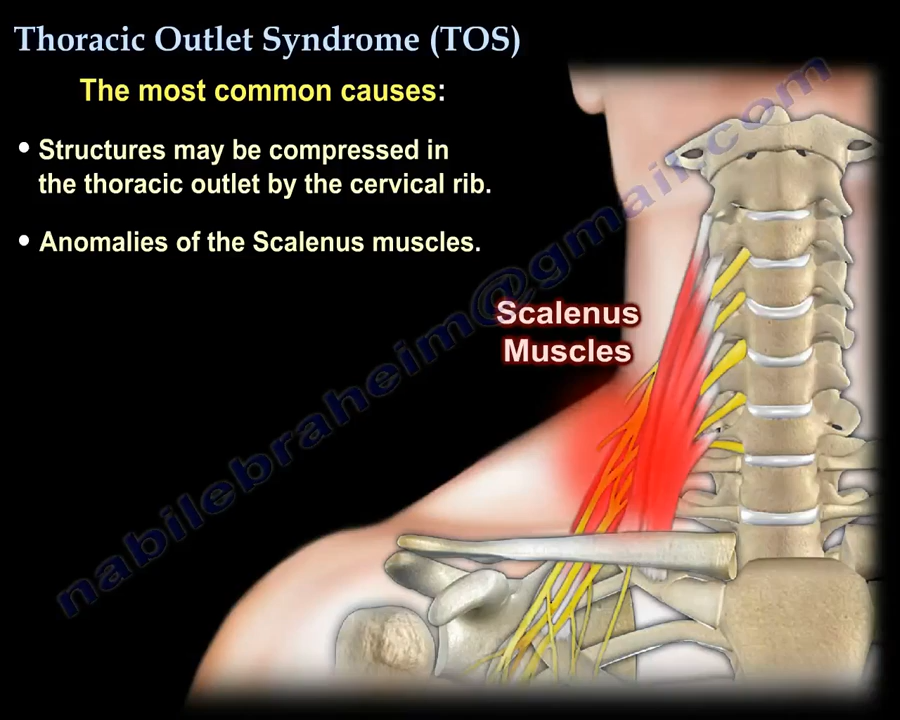 Thoracic Outlet Syndrome (TOS)
The most common causes:
• Structures may be compressed in
the thoracic outlet by the cervical rib.
• Anomalies of the Scalenus muscles.
Scalenus
Muscles
nabilebraheim@gmail.com